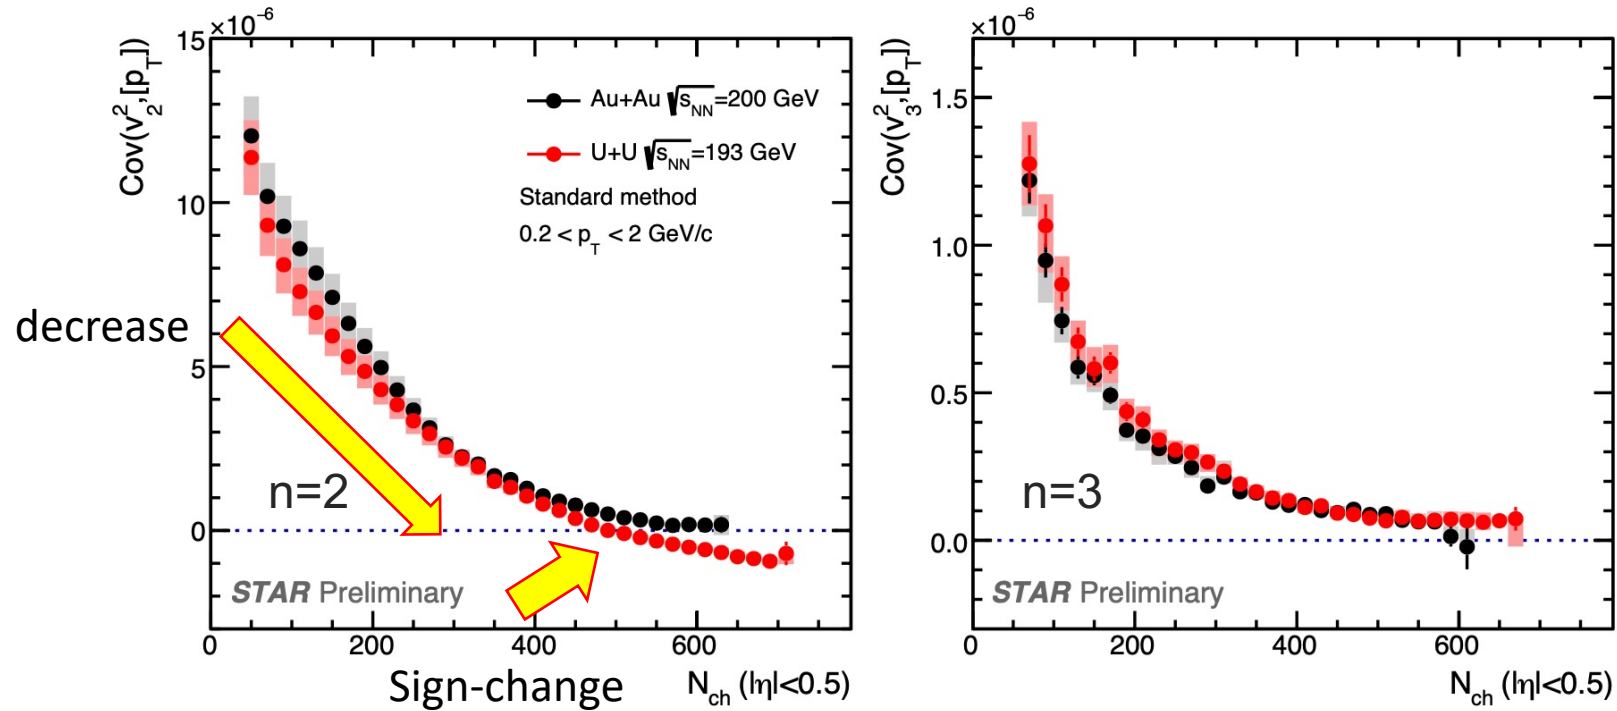 ×10⁻⁶
15
10
5
0
Cov(v₂²,[p_T])
Au+Au √s_NN=200 GeV
U+U √s_NN=193 GeV
Standard method
0.2 < p_T < 2 GeV/c
decrease
n=2
STAR Preliminary
0 200 400 600
Sign-change
N_ch (|η|<0.5)
×10⁻⁶
1.5
1.0
0.5
0.0
Cov(v₃²,[p_T])
n=3
STAR Preliminary
0 200 400 600
N_ch (|η|<0.5)